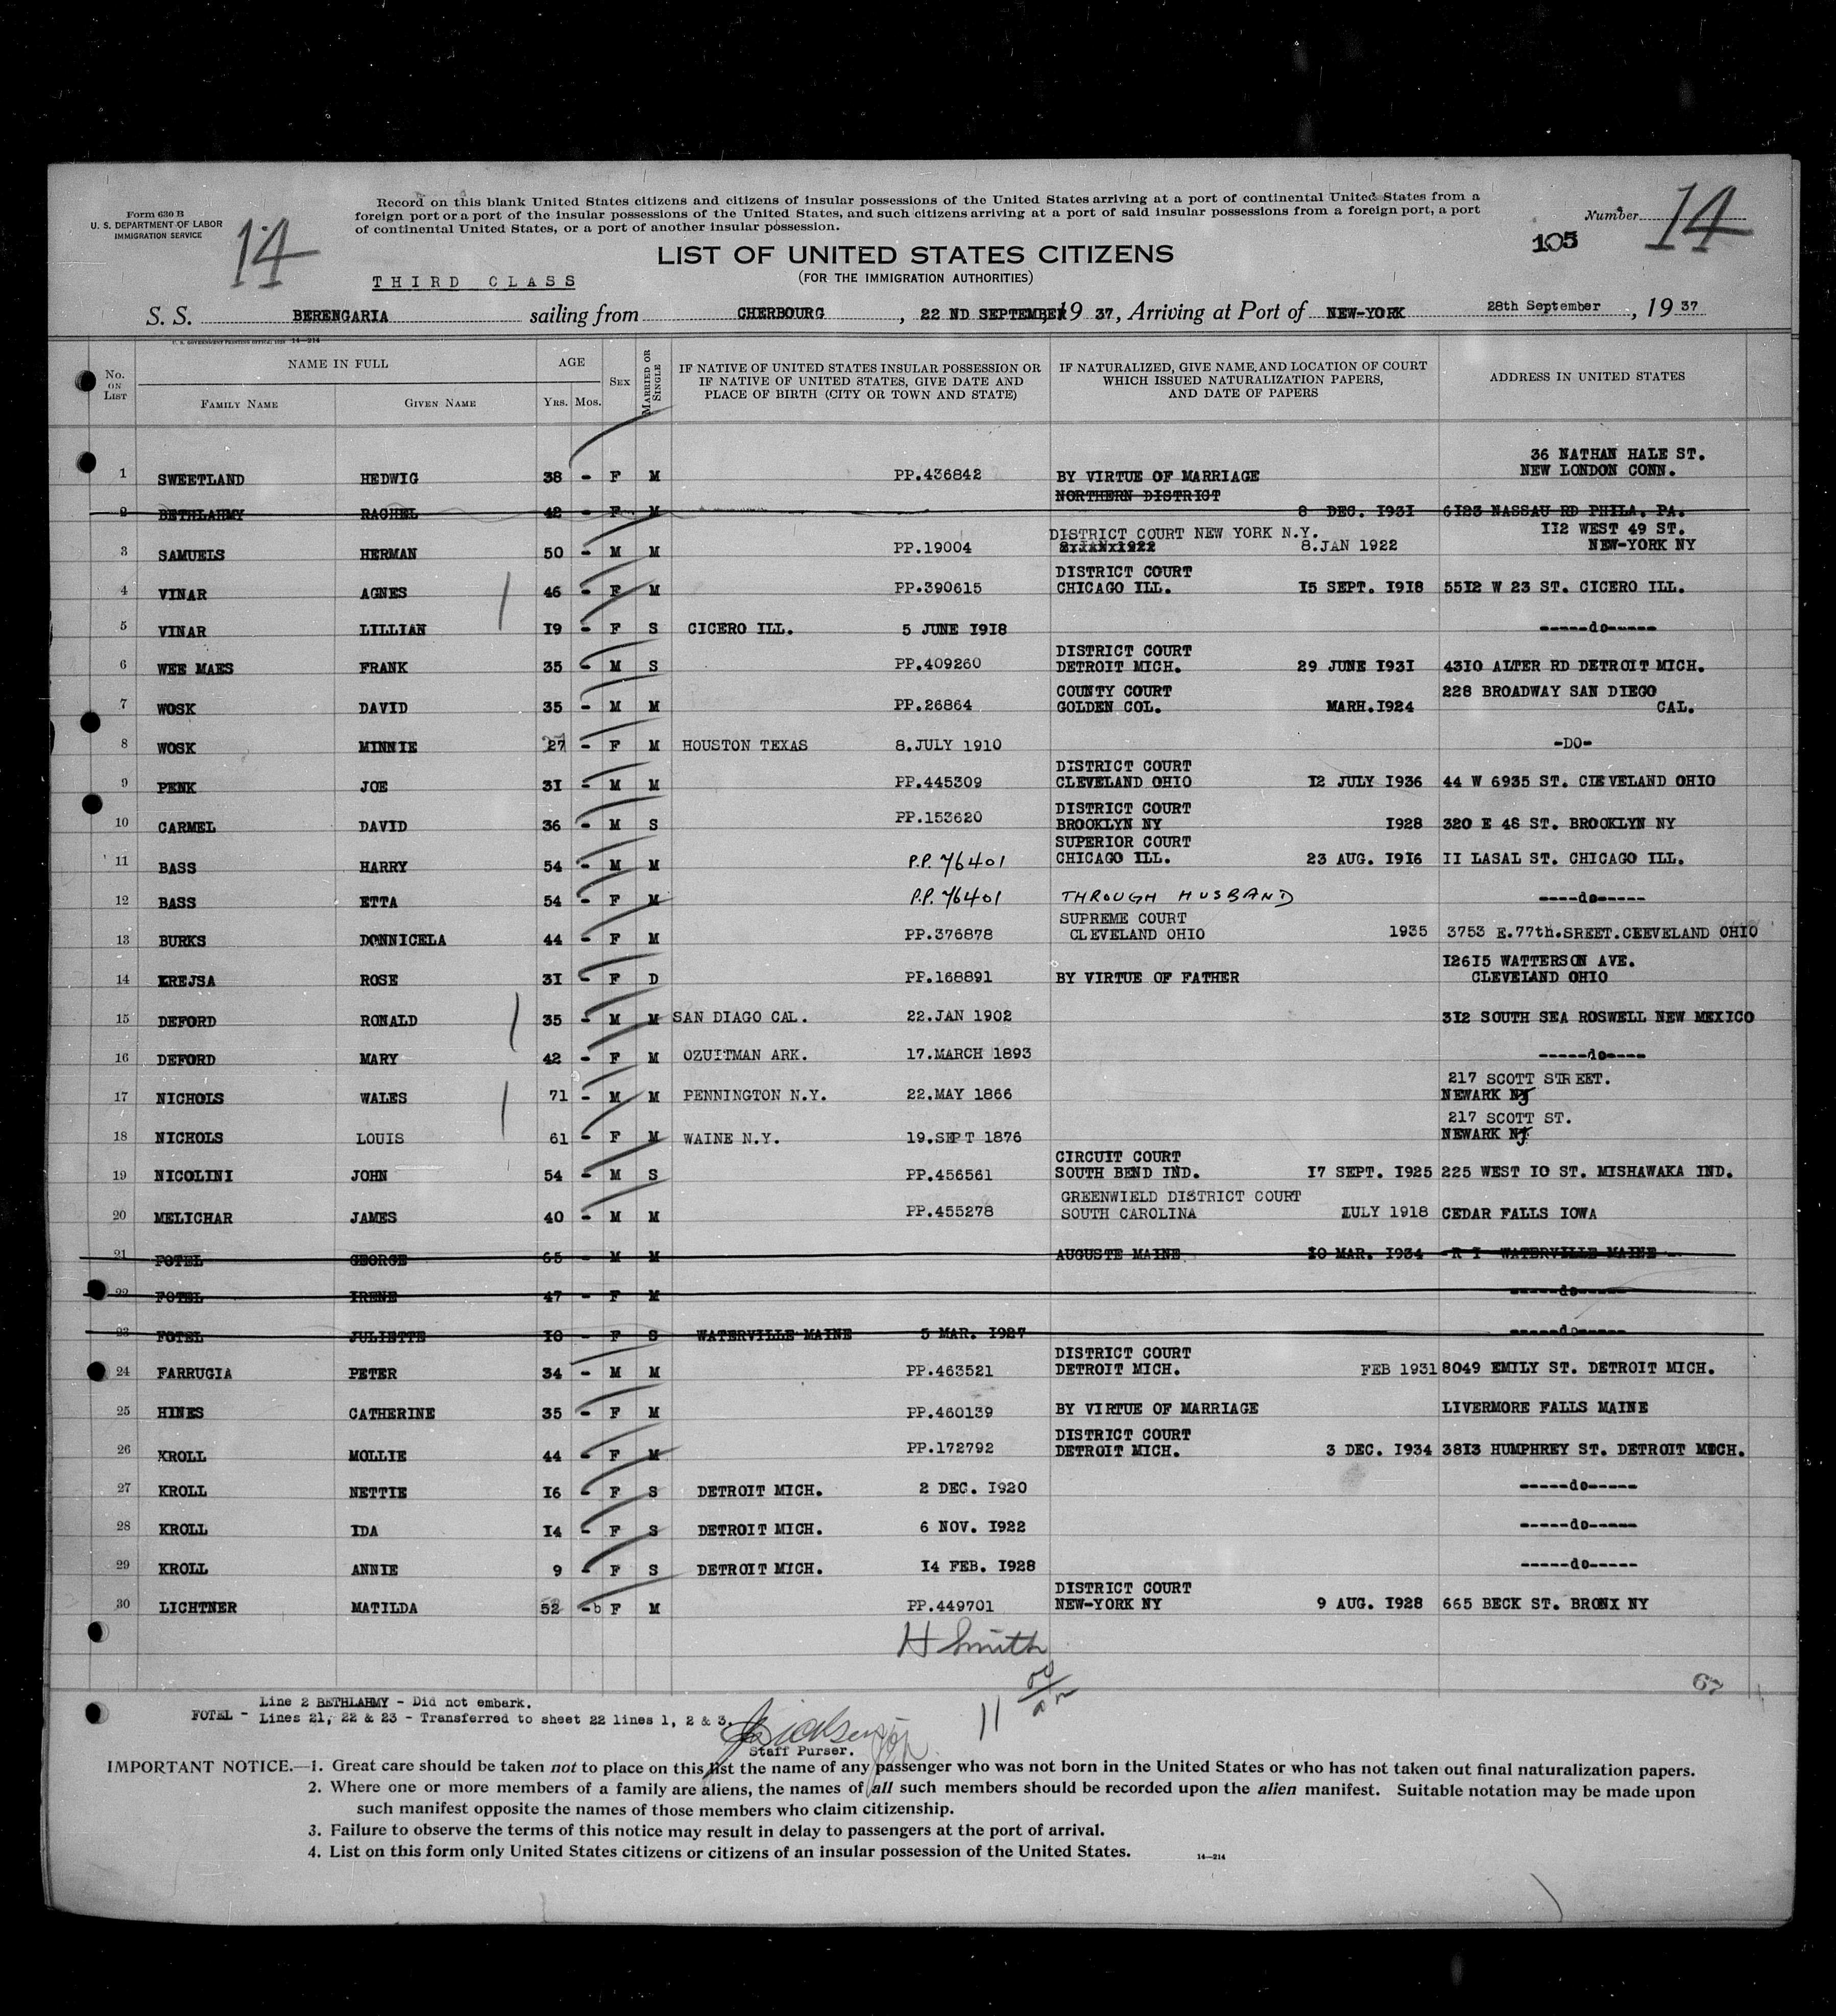 Form 630 B
U. S. DEPARTMENT OF LABOR
IMMIGRATION SERVICE
14
Record on this blank United States citizens and citizens of insular possessions of the United States arriving at a port of continental United States from a
foreign port or a port of the insular possessions of the United States, and such citizens arriving at a port of said insular possessions from a foreign port, a port
of continental United States, or a port of another insular possession.
Number 14
105
LIST OF UNITED STATES CITIZENS
(FOR THE IMMIGRATION AUTHORITIES)
THIRD CLASS
S. S. BERENGARIA sailing from CHERBOURG, 22 ND SEPTEMBER 19 37, Arriving at Port of NEW-YORK 28th September, 19 37
U. S. GOVERNMENT PRINTING OFFICE, 14—214
No. ON LIST NAME IN FULL AGE SEX MARRIED OR SINGLE IF NATIVE OF UNITED STATES INSULAR POSSESSION OR IF NATIVE OF UNITED STATES, GIVE DATE AND PLACE OF BIRTH (CITY OR TOWN AND STATE) IF NATURALIZED, GIVE NAME AND LOCATION OF COURT WHICH ISSUED NATURALIZATION PAPERS, AND DATE OF PAPERS ADDRESS IN UNITED STATES
FAMILY NAME GIVEN NAME YRS. MOS.
36 NATHAN HALE ST.
1 SWEETLAND HEDWIG 38 - F M PP.436842 BY VIRTUE OF MARRIAGE NEW LONDON CONN.
NORTHERN DISTRICT
2 BETHLAHMY RACHEL 42 - F M 8 DEC. 1931 6123 NASSAU RD PHILA. PA.
DISTRICT COURT NEW YORK N.Y. 112 WEST 49 ST.
3 SAMUELS HERMAN 50 - M M PP.19004 8.JAN 1922 NEW-YORK NY
DISTRICT COURT
4 VINAR AGNES 46 - F M PP.390615 CHICAGO ILL. 15 SEPT. 1918 5512 W 23 ST. CICERO ILL.
5 VINAR LILLIAN 19 - F S CICERO ILL. 5 JUNE 1918 -----do-----
DISTRICT COURT
6 WEE MAES FRANK 35 - M S PP.409260 DETROIT MICH. 29 JUNE 1931 4310 ALTER RD DETROIT MICH.
COUNTY COURT 228 BROADWAY SAN DIEGO
7 WOSK DAVID 35 - M M PP.26864 GOLDEN COL. MARH.1924 CAL.
8 WOSK MINNIE 27 - F M HOUSTON TEXAS 8.JULY 1910 -DO-
DISTRICT COURT
9 PENK JOE 31 - M M PP.445309 CLEVELAND OHIO 12 JULY 1936 44 W 6935 ST. CLEVELAND OHIO
DISTRICT COURT
10 CARMEL DAVID 36 - M S PP.153620 BROOKLYN NY 1928 320 E 48 ST. BROOKLYN NY
SUPERIOR COURT
11 BASS HARRY 54 - M M P.P. 76401 CHICAGO ILL. 23 AUG. 1916 11 LASAL ST. CHICAGO ILL.
12 BASS ETTA 54 - F M P.P. 76401 THROUGH HUSBAND ----do-----
SUPREME COURT
13 BURKS DONNICELA 44 - F M PP.376878 CLEVELAND OHIO 1935 3753 E.77th.SREET.CEEVELAND OHIO
12615 WATTERSON AVE.
14 KREJSA ROSE 31 - F D PP.168891 BY VIRTUE OF FATHER CLEVELAND OHIO
15 DEFORD RONALD 35 - M M SAN DIAGO CAL. 22.JAN 1902 312 SOUTH SEA ROSWELL NEW MEXICO
16 DEFORD MARY 42 - F M OZUITMAN ARK. 17.MARCH 1893 -----do----
217 SCOTT STREET.
17 NICHOLS WALES 71 - M M PENNINGTON N.Y. 22.MAY 1866 NEWARK NJ
217 SCOTT ST.
18 NICHOLS LOUIS 61 - F M WAINE N.Y. 19.SEPT 1876 NEWARK NJ
CIRCUIT COURT
19 NICOLINI JOHN 54 - M S PP.456561 SOUTH BEND IND. 17 SEPT. 1925 225 WEST 10 ST. MISHAWAKA IND.
GREENWIELD DISTRICT COURT
20 MELICHAR JAMES 40 - M M PP.455278 SOUTH CAROLINA JULY 1918 CEDAR FALLS IOWA
21 FOTEL GEORGE 65 - M M AUGUSTE MAINE 10 MAR. 1934 R I WATERVILLE MAINE
22 FOTEL IRENE 47 - F M -----do-----
23 FOTEL JULIETTE 10 - F S WATERVILLE MAINE 5 MAR. 1927 -----do-----
DISTRICT COURT
24 FARRUGIA PETER 34 - M M PP.463521 DETROIT MICH. FEB 1931 8049 EMILY ST. DETROIT MICH.
25 HINES CATHERINE 35 - F M PP.460139 BY VIRTUE OF MARRIAGE LIVERMORE FALLS MAINE
DISTRICT COURT
26 KROLL MOLLIE 44 - F M PP.172792 DETROIT MICH. 3 DEC. 1934 3813 HUMPHREY ST. DETROIT MICH.
27 KROLL NETTIE 16 - F S DETROIT MICH. 2 DEC. 1920 -----do-----
28 KROLL IDA 14 - F S DETROIT MICH. 6 NOV. 1922 -----do-----
29 KROLL ANNIE 9 - F S DETROIT MICH. 14 FEB. 1928 -----do-----
DISTRICT COURT
30 LICHTNER MATILDA 52 - b F M PP.449701 NEW-YORK NY 9 AUG. 1928 665 BECK ST. BRONX NY
H Smith
67
Line 2 BETHLAHMY - Did not embark.
FOTEL - Lines 21, 22 & 23 - Transferred to sheet 22 lines 1, 2 & 3.
11
Staff Purser.
IMPORTANT NOTICE.—1. Great care should be taken not to place on this list the name of any passenger who was not born in the United States or who has not taken out final naturalization papers.
2. Where one or more members of a family are aliens, the names of all such members should be recorded upon the alien manifest. Suitable notation may be made upon
such manifest opposite the names of those members who claim citizenship.
3. Failure to observe the terms of this notice may result in delay to passengers at the port of arrival.
4. List on this form only United States citizens or citizens of an insular possession of the United States.
14—214